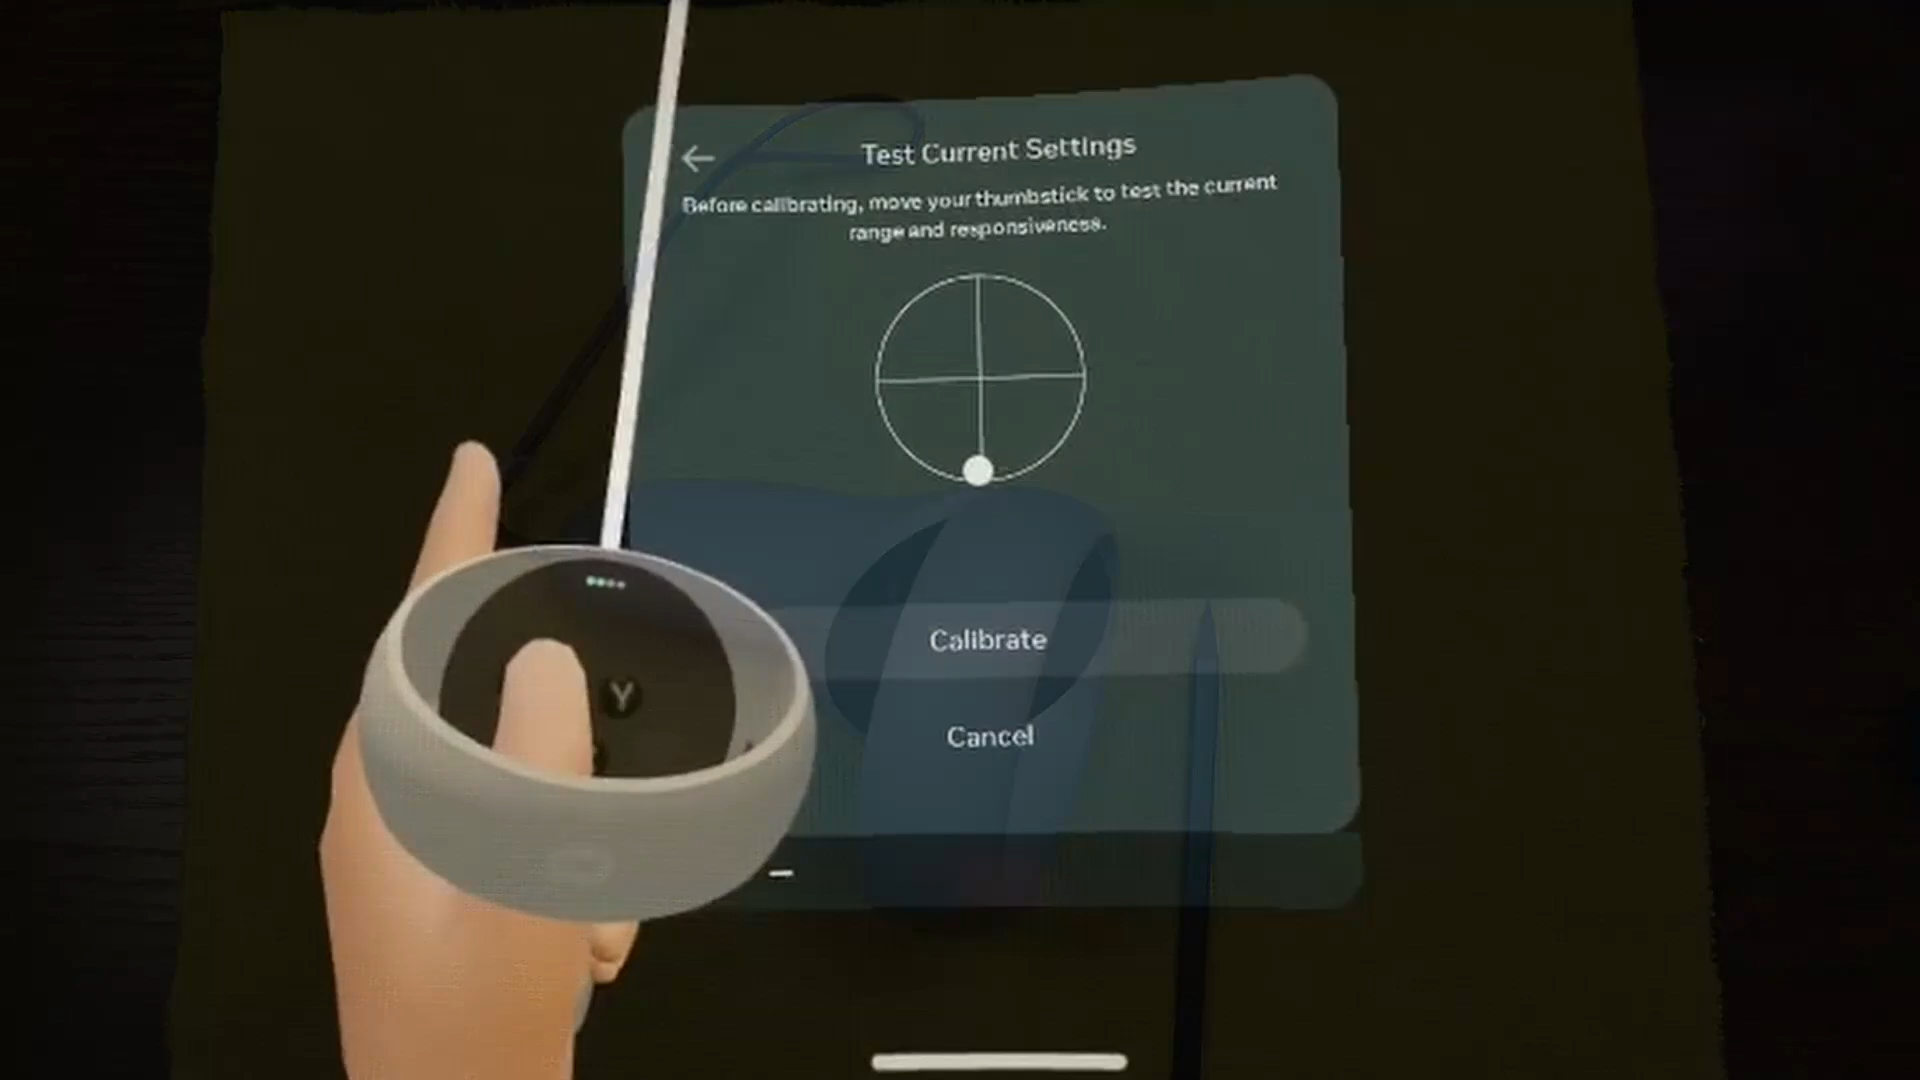 Test Current Settings
Before calibrating, move your thumbstick to test the current
range and responsiveness.
Y
Calibrate
Cancel